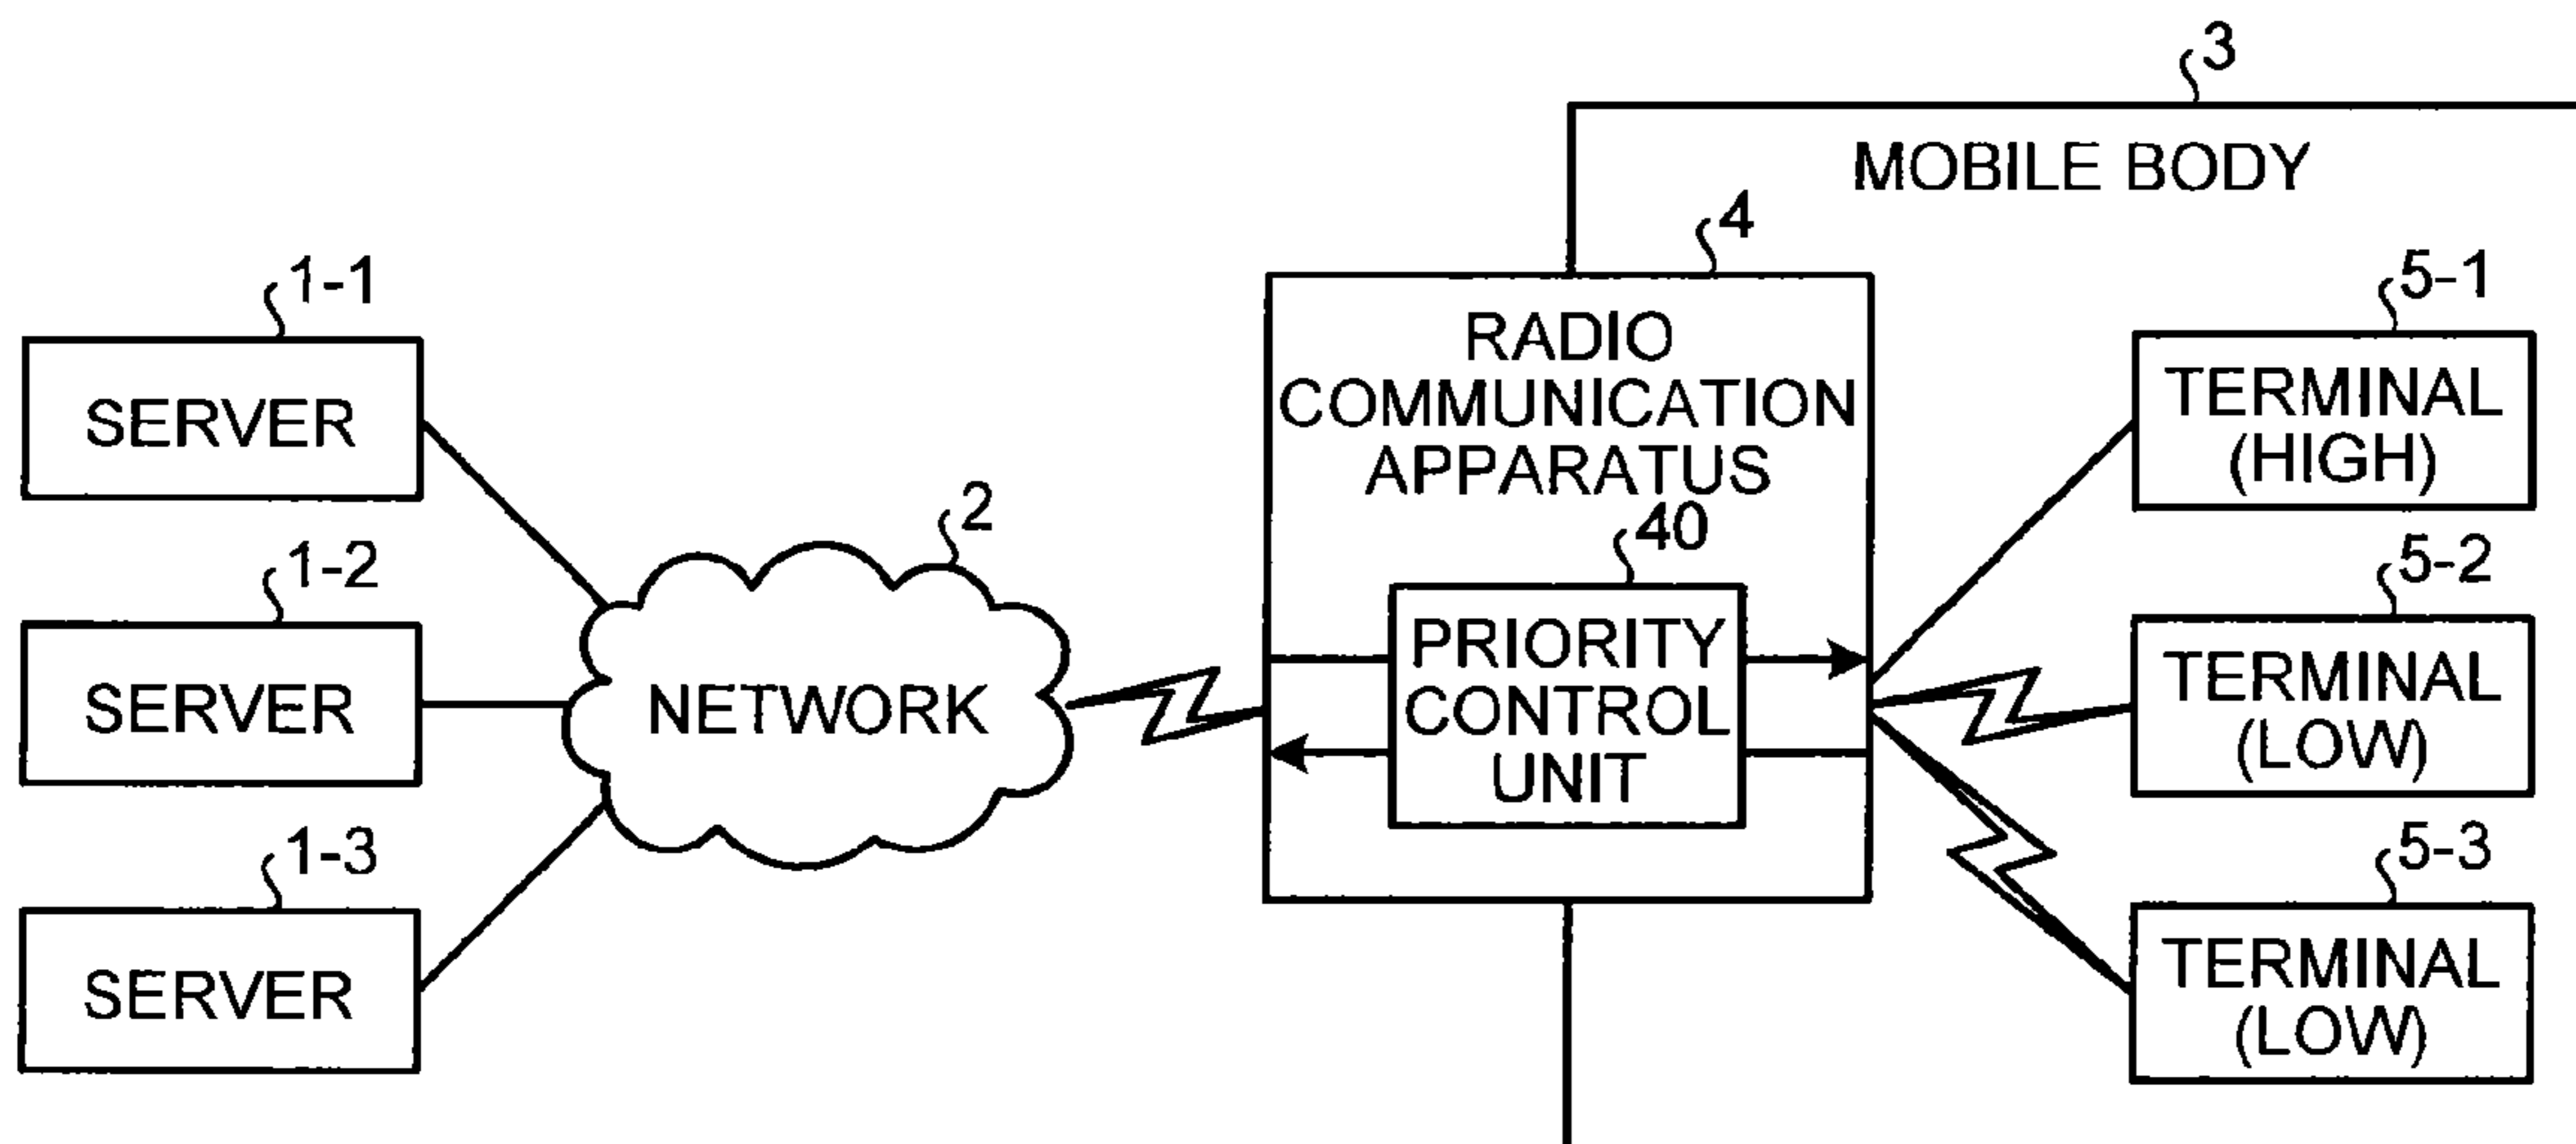 3
MOBILE BODY
4
RADIO
COMMUNICATION
APPARATUS
40
PRIORITY
CONTROL
UNIT
1-1
SERVER
1-2
SERVER
1-3
SERVER
2
NETWORK
5-1
TERMINAL
(HIGH)
5-2
TERMINAL
(LOW)
5-3
TERMINAL
(LOW)